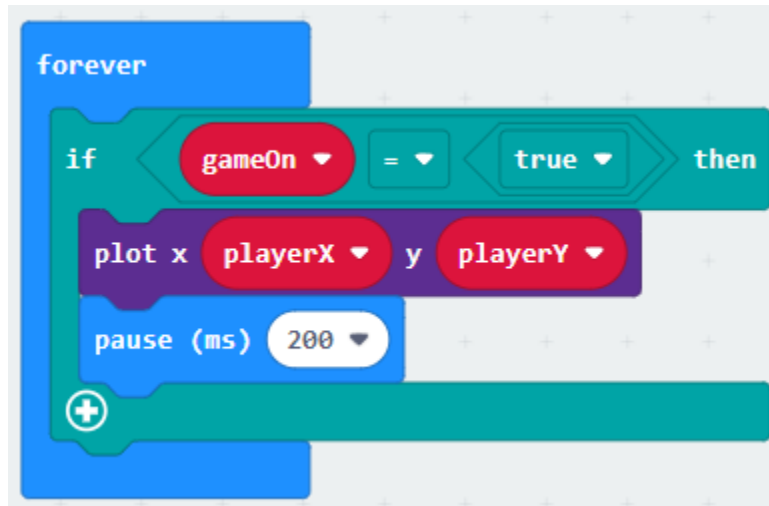 forever
if gameOn = true then
plot x playerX y playerY
pause (ms) 200